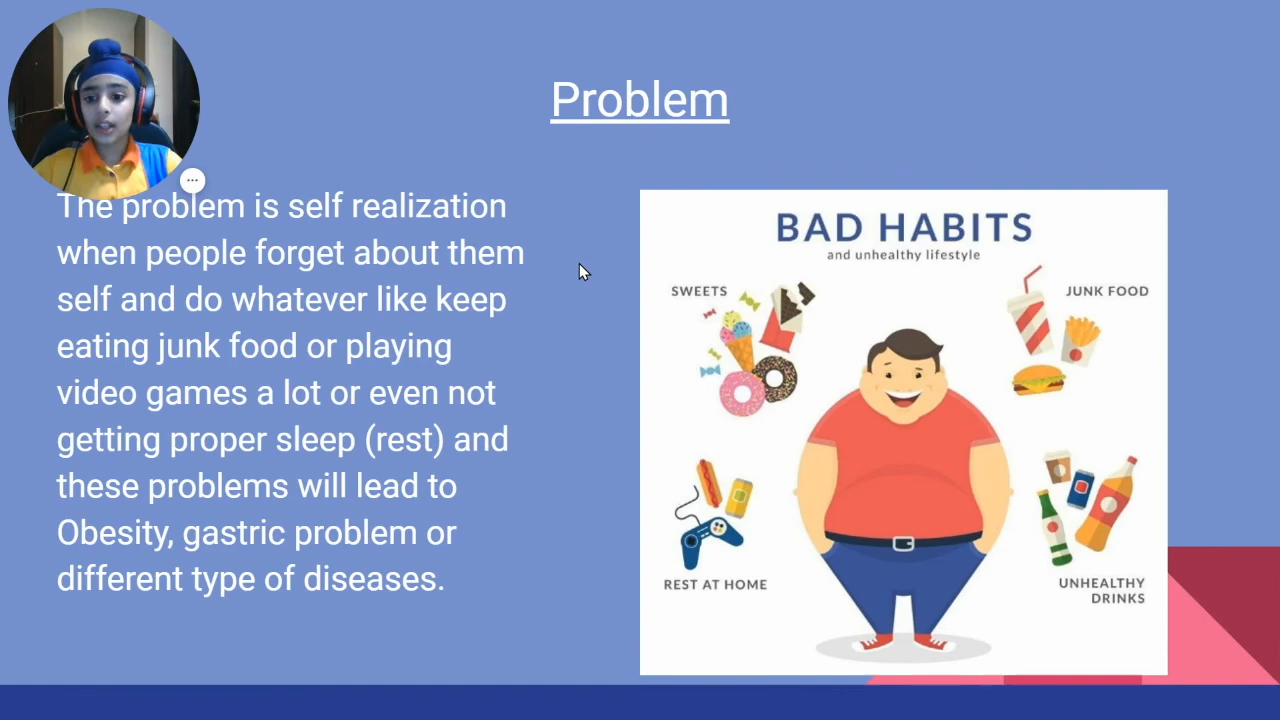 Problem
The problem is self realization
when people forget about them
self and do whatever like keep
eating junk food or playing
video games a lot or even not
getting proper sleep (rest) and
these problems will lead to
Obesity, gastric problem or
different type of diseases.
BAD HABITS
and unhealthy lifestyle
SWEETS
JUNK FOOD
REST AT HOME
UNHEALTHY
DRINKS